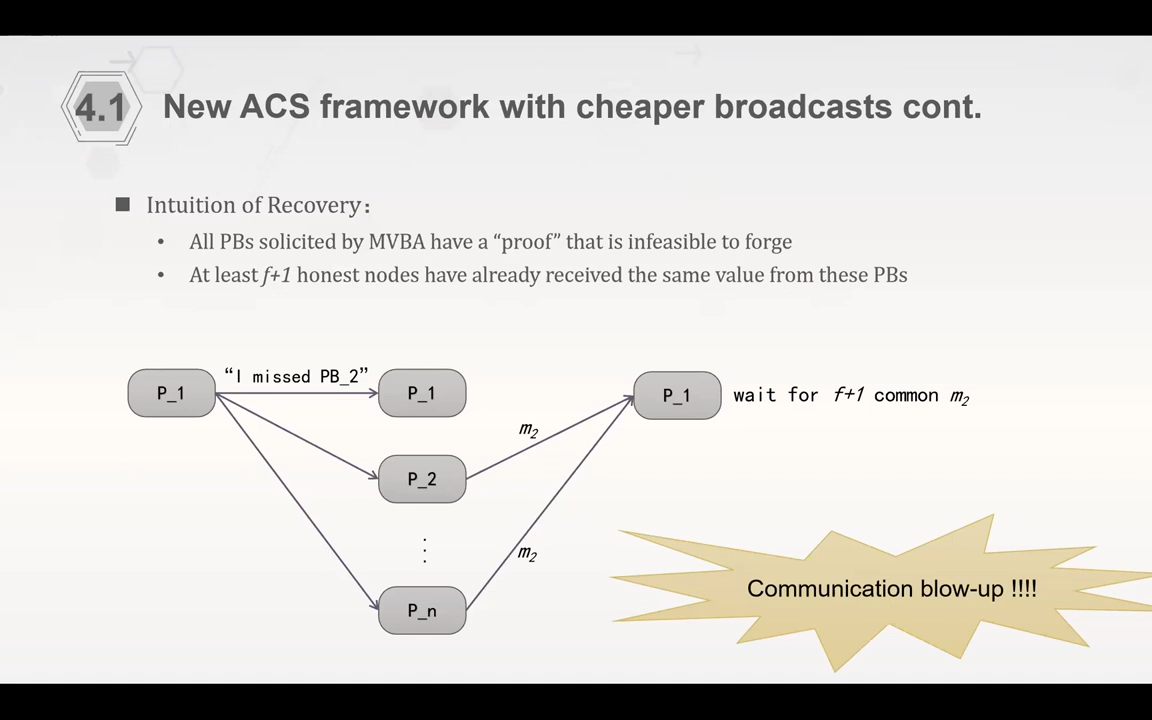 4.1
New ACS framework with cheaper broadcasts cont.
■ Intuition of Recovery：
• All PBs solicited by MVBA have a “proof” that is infeasible to forge
• At least f+1 honest nodes have already received the same value from these PBs
“I missed PB_2”
P_1
P_1
P_1
wait for f+1 common m2
m2
P_2
⋮
m2
P_n
Communication blow-up !!!!